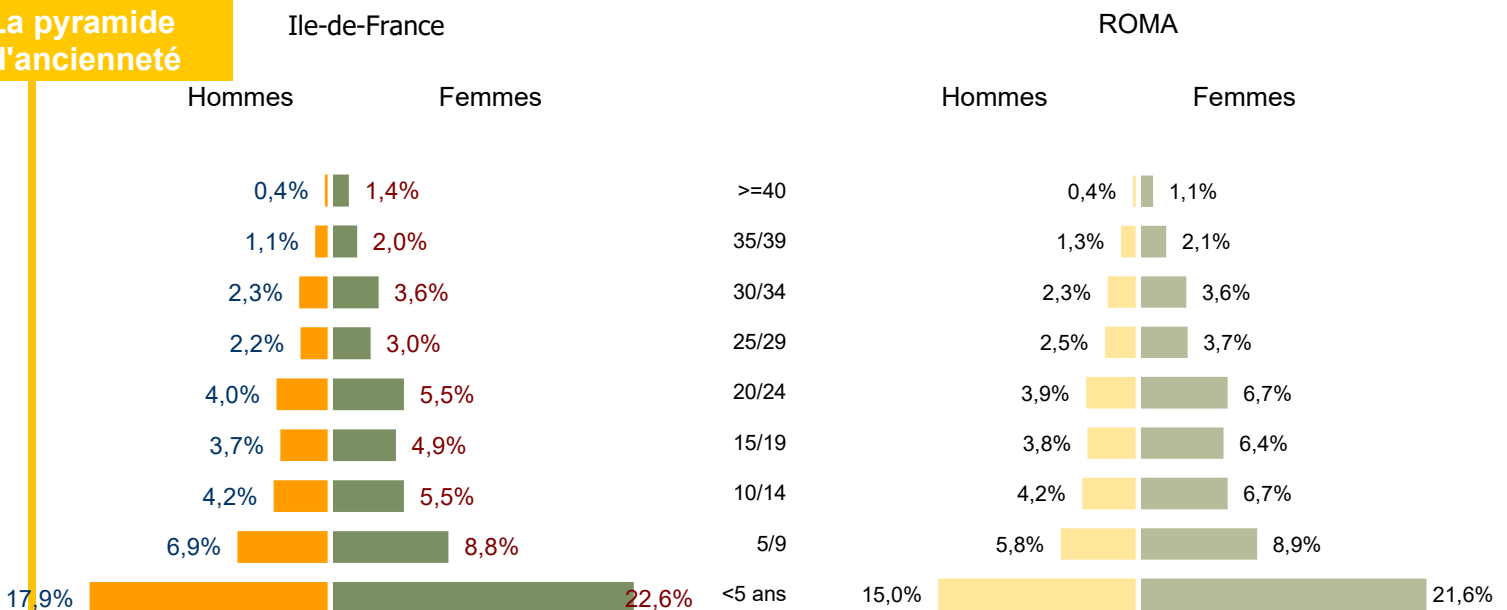 La pyramide
d'ancienneté
Ile-de-France
ROMA
Hommes Femmes
Hommes Femmes
0,4% 1,4% >=40 0,4% 1,1%
1,1% 2,0% 35/39 1,3% 2,1%
2,3% 3,6% 30/34 2,3% 3,6%
2,2% 3,0% 25/29 2,5% 3,7%
4,0% 5,5% 20/24 3,9% 6,7%
3,7% 4,9% 15/19 3,8% 6,4%
4,2% 5,5% 10/14 4,2% 6,7%
6,9% 8,8% 5/9 5,8% 8,9%
17,9% 22,6% <5 ans 15,0% 21,6%